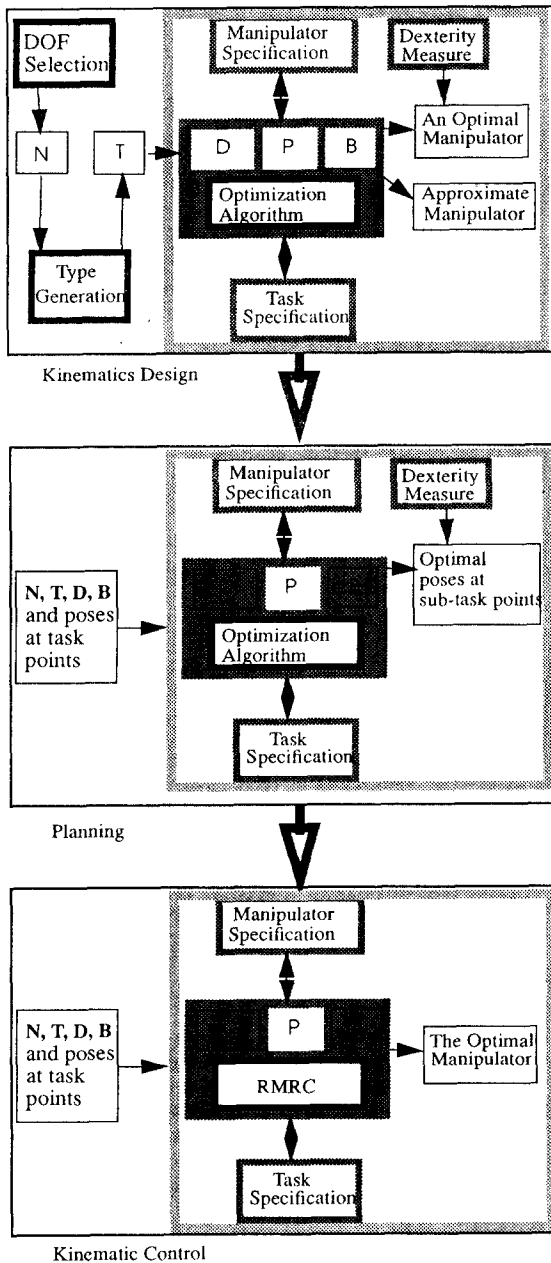 DOF
Selection
Manipulator
Specification
Dexterity
Measure
N
T
D
P
B
An Optimal
Manipulator
Optimization
Algorithm
Approximate
Manipulator
Type
Generation
Task
Specification
Kinematics Design
Manipulator
Specification
Dexterity
Measure
N, T, D, B
and poses
at task
points
P
Optimal
poses at
sub-task points
Optimization
Algorithm
Task
Specification
Planning
Manipulator
Specification
N, T, D, B
and poses
at task
points
P
The Optimal
Manipulator
RMRC
Task
Specification
Kinematic Control